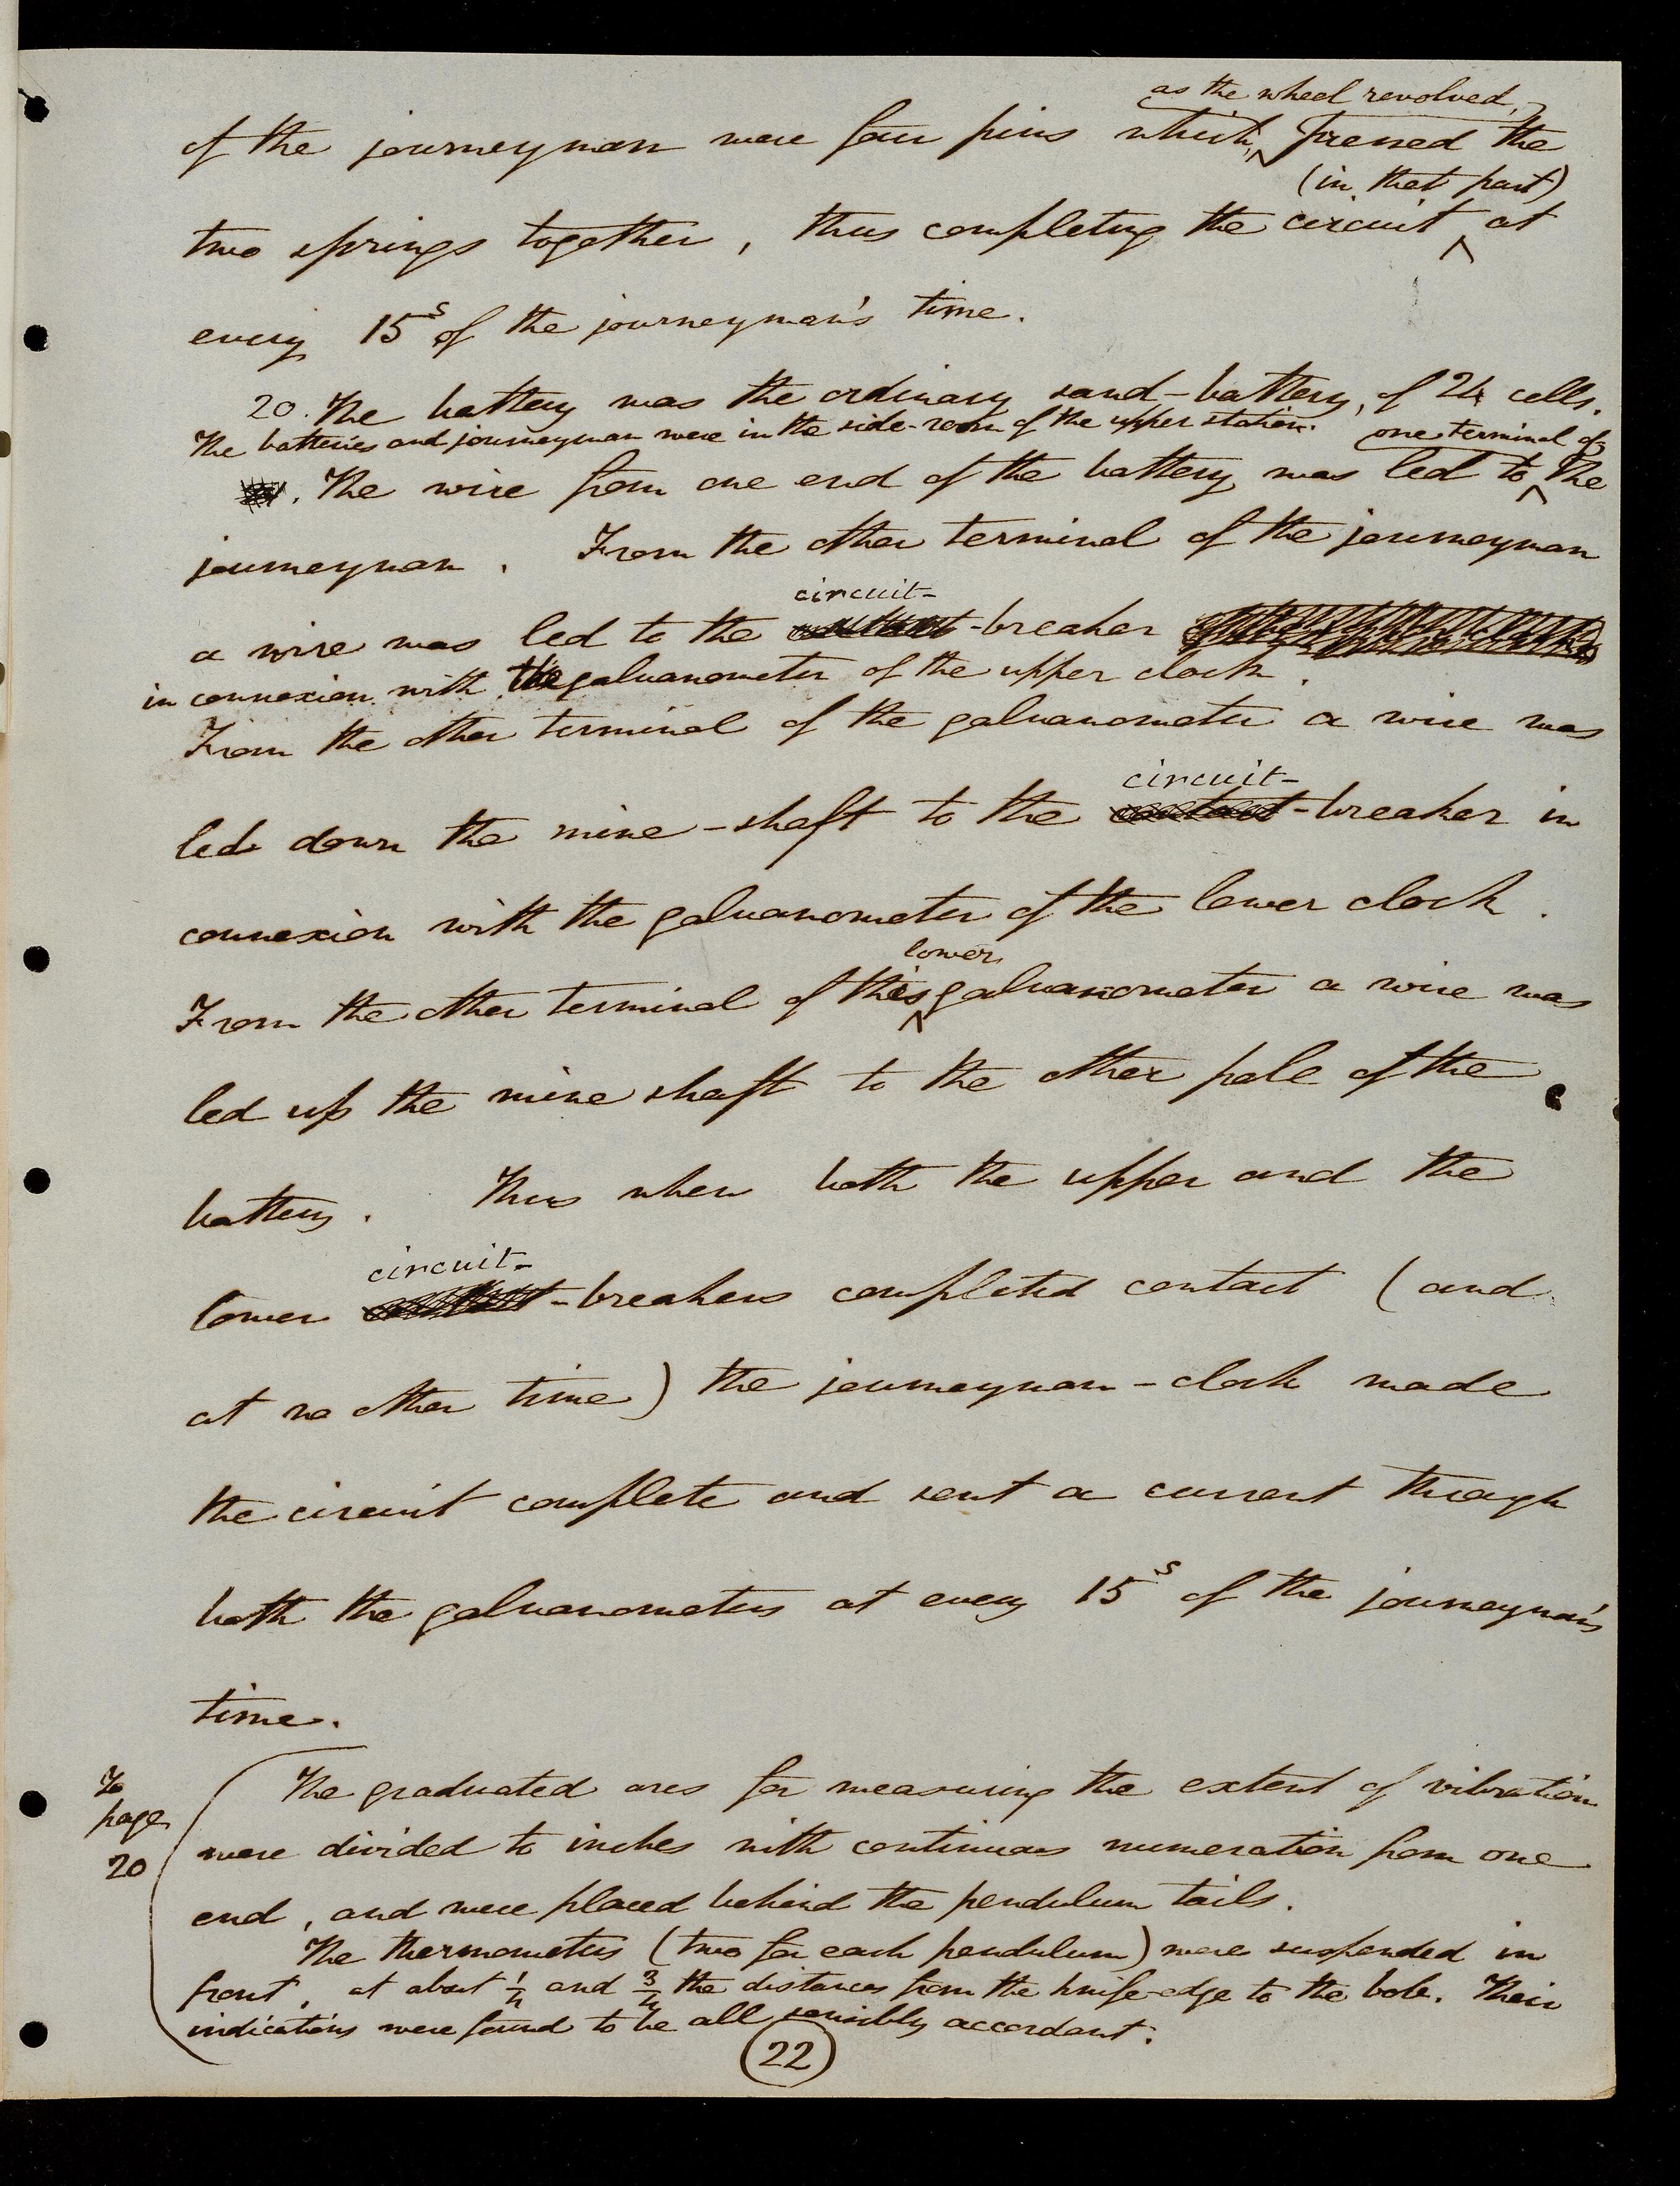 as the wheel revolved,
of the journeyman were four pins which, pressed the
(in that part)
two springs together, thus completing the circuit at
every 15s of the journeyman's time.
20. The battery was the ordinary sand-battery, of 24 cells.
The batteries and journeyman were in the side-room of the upper station. one terminal of
The wire from one end of the battery was led to the
journeyman. From the other terminal of the journeyman
circuit-
a wire was led to the contact-breaker
in connexion with the galvanometer of the upper clock.
From the other terminal of the galvanometer a wire was
circuit-
led down the mine-shaft to the contact-breaker in
connexion with the galvanometer of the lower clock.
lower
From the other terminal of this galvanometer a wire was
led up the mine shaft to the other pole of the
battery. Thus when both the upper and the
circuit-
lower contact-breakers completed contact (and
at no other time) the journeyman-clock made
the circuit complete and sent a current through
both the galvanometers at every 15s of the journeyman's
time.
To page 20
The graduated arcs for measuring the extent of vibration
were divided to inches with continuous numeration from one
end, and were placed behind the pendulum tails.
The thermometers (two for each pendulum) were suspended in
front, at about 1/4 and 3/4 the distances from the knife-edge to the bob. Their
indications were found to be all sensibly accordant.
22